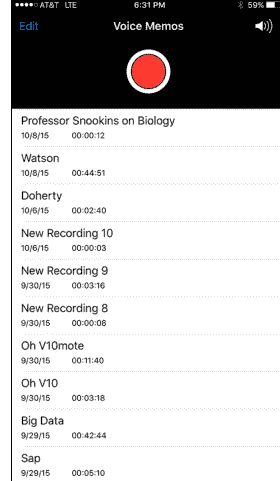 AT&T LTE 6:31 PM 59%
Edit Voice Memos
Professor Snookins on Biology
10/8/15 00:00:12
Watson
10/8/15 00:44:51
Doherty
10/6/15 00:02:40
New Recording 10
10/6/15 00:00:03
New Recording 9
9/30/15 00:03:16
New Recording 8
9/30/15 00:00:08
Oh V10mote
9/30/15 00:11:40
Oh V10
9/30/15 00:03:18
Big Data
9/29/15 00:42:44
Sap
9/29/15 00:05:10